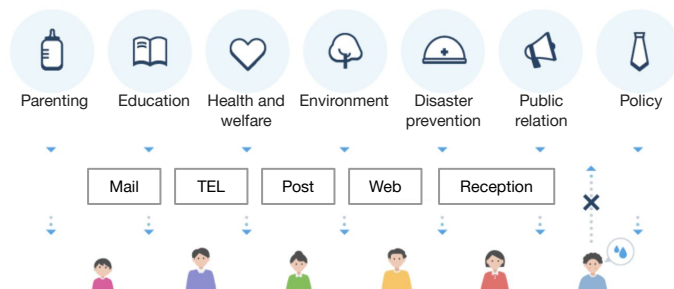 Parenting
Education
Health and
welfare
Environment
Disaster
prevention
Public
relation
Policy
Mail
TEL
Post
Web
Reception